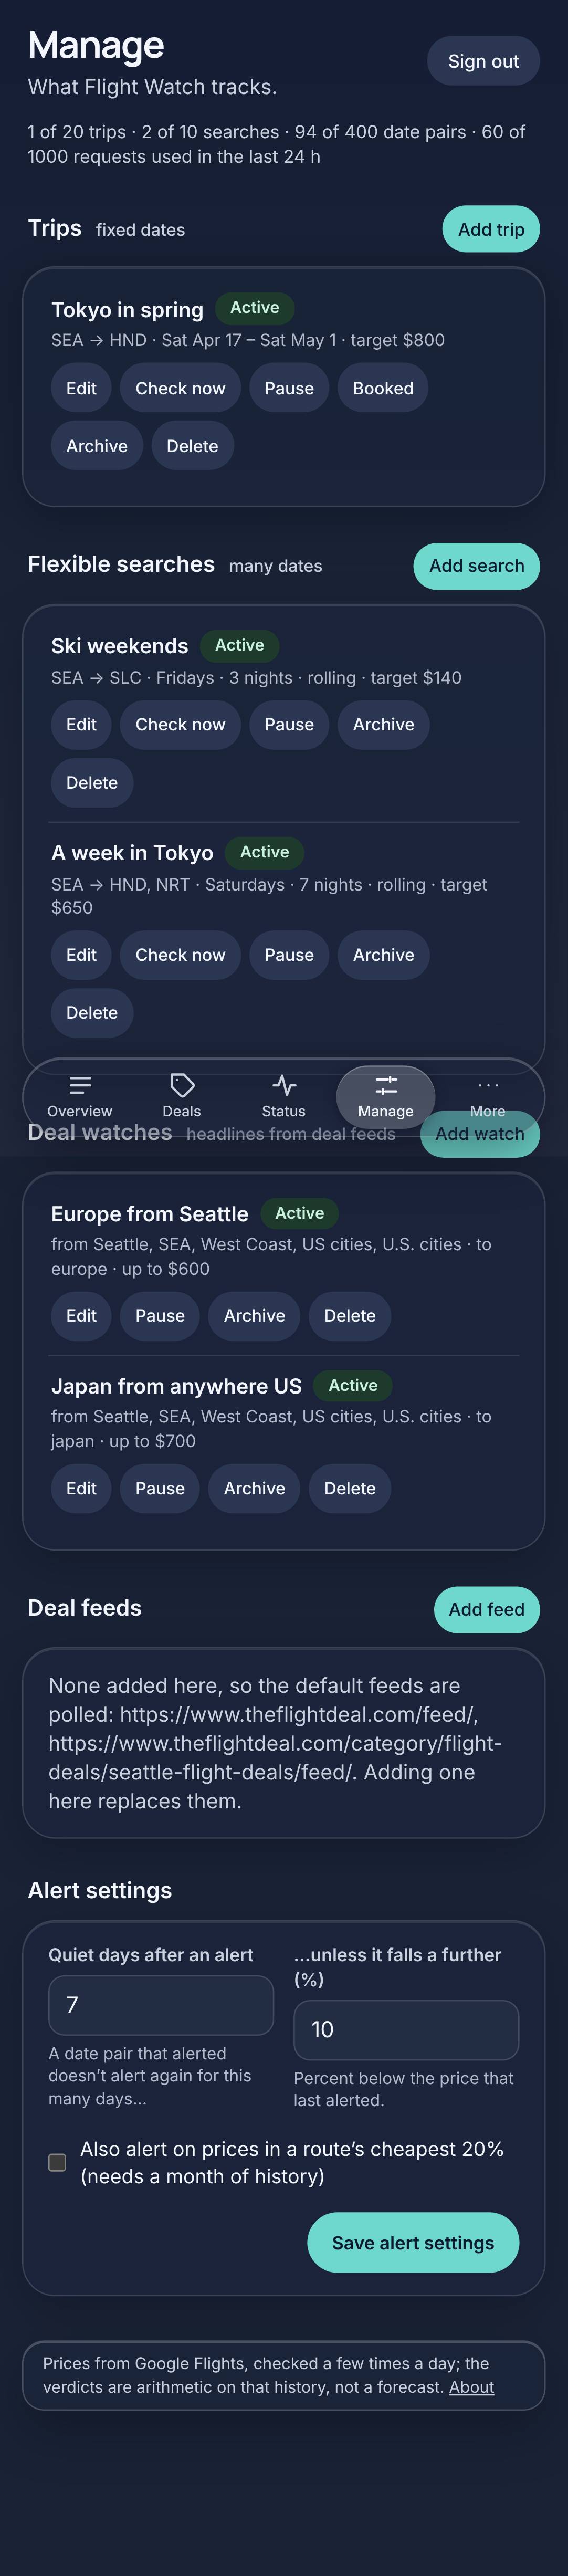 Manage
Sign out
What Flight Watch tracks.
1 of 20 trips · 2 of 10 searches · 94 of 400 date pairs · 60 of
1000 requests used in the last 24 h
Trips fixed dates
Add trip
Tokyo in spring Active
SEA → HND · Sat Apr 17 – Sat May 1 · target $800
Edit Check now Pause Booked
Archive Delete
Flexible searches many dates
Add search
Ski weekends Active
SEA → SLC · Fridays · 3 nights · rolling · target $140
Edit Check now Pause Archive
Delete
A week in Tokyo Active
SEA → HND, NRT · Saturdays · 7 nights · rolling · target
$650
Edit Check now Pause Archive
Delete
Overview Deals Status Manage More
Deal watches headlines from deal feeds Add watch
Europe from Seattle Active
from Seattle, SEA, West Coast, US cities, U.S. cities · to
europe · up to $600
Edit Pause Archive Delete
Japan from anywhere US Active
from Seattle, SEA, West Coast, US cities, U.S. cities · to
japan · up to $700
Edit Pause Archive Delete
Deal feeds
Add feed
None added here, so the default feeds are
polled: https://www.theflightdeal.com/feed/,
https://www.theflightdeal.com/category/flight-
deals/seattle-flight-deals/feed/. Adding one
here replaces them.
Alert settings
Quiet days after an alert
7
A date pair that alerted
doesn’t alert again for this
many days…
…unless it falls a further
(%)
10
Percent below the price that
last alerted.
Also alert on prices in a route’s cheapest 20%
(needs a month of history)
Save alert settings
Prices from Google Flights, checked a few times a day; the
verdicts are arithmetic on that history, not a forecast. About